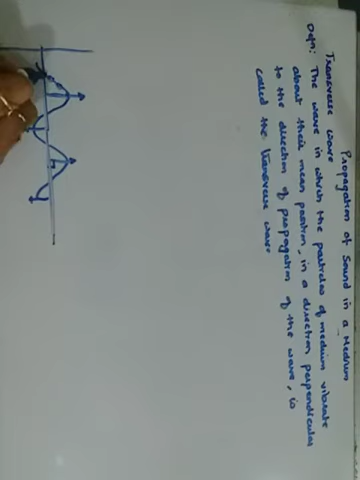 Propagation of Sound in a Medium
Transverse wave
Defn: The wave in which the particles of medium vibrate
about their mean position, in a direction perpendicular
to the direction of propagation of the wave, is
called the transverse wave